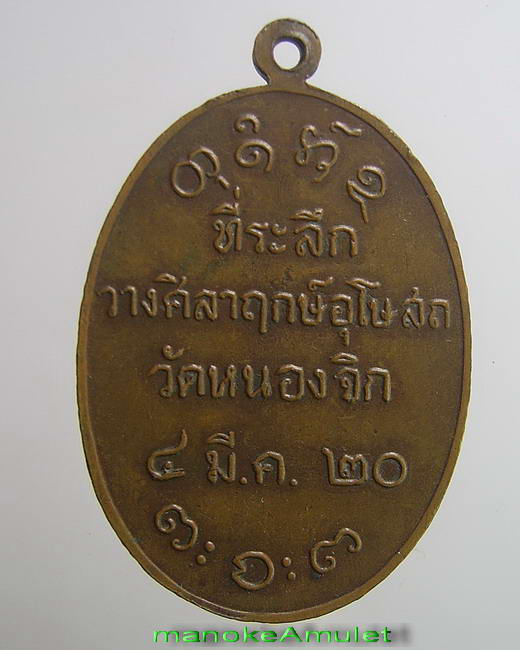 ที่ระลึก
วางศิลาฤกษ์อุโบสถ
วัดหนองจิก
๔ มี.ค. ๒๐
manokeAmulet